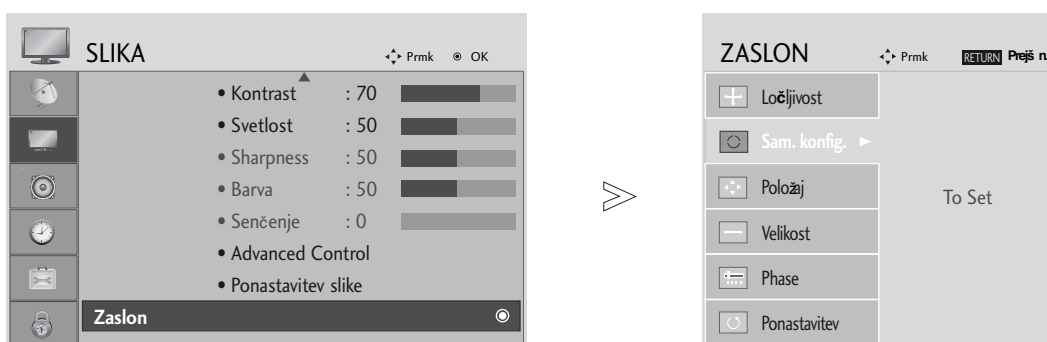 SLIKA
Prmk OK
• Kontrast : 70
• Svetlost : 50
• Sharpness : 50
• Barva : 50
• Senčenje : 0
• Advanced Control
• Ponastavitev slike
Zaslon
ZASLON
Prmk RETURN Prejš n.
Ločljivost
Sam. konfig. ►
Položaj
Velikost
Phase
Ponastavitev
To Set